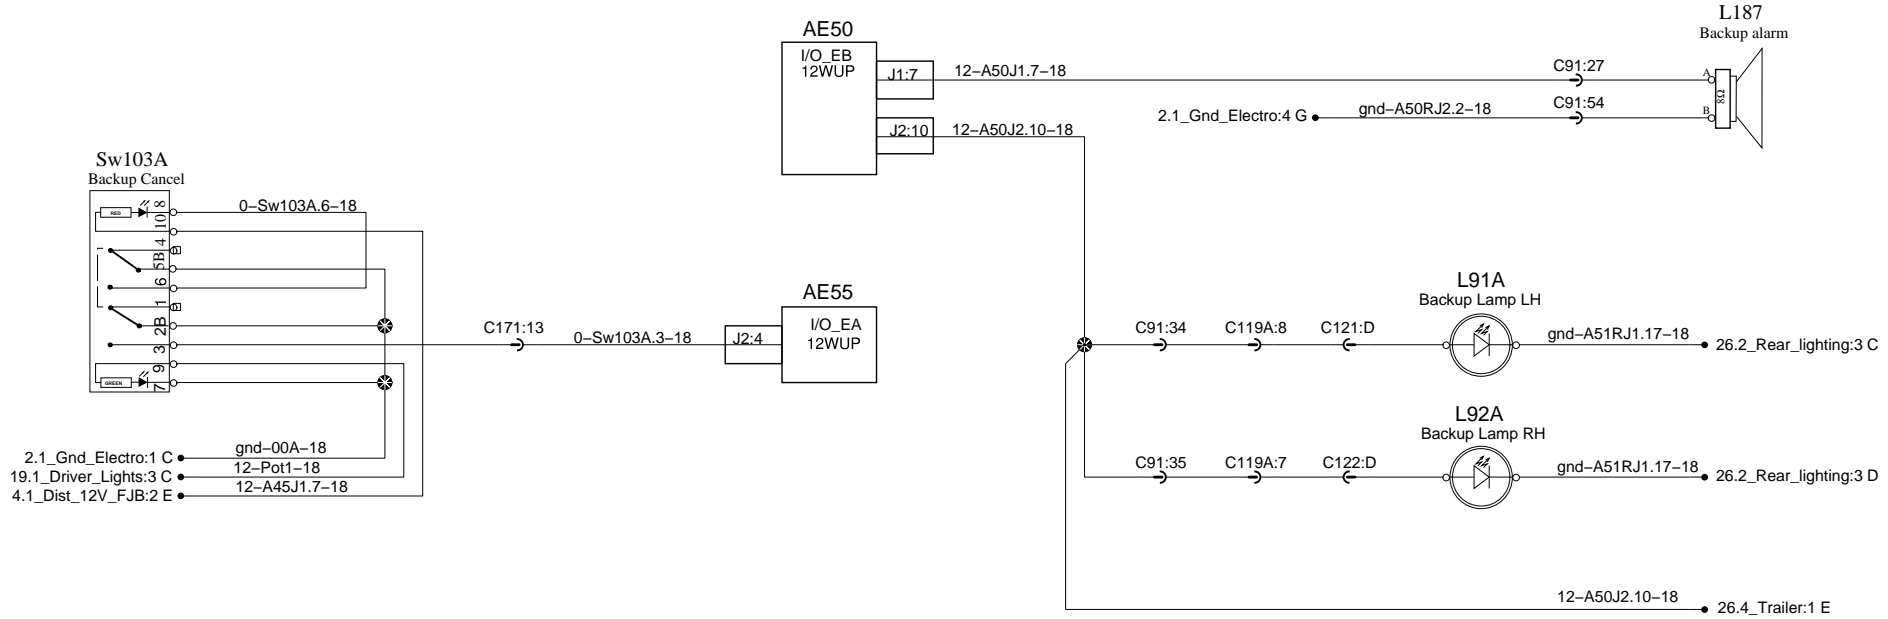 L187
Backup alarm
AE50
I/O_EB
12WUP
J1:7
12–A50J1.7–18
C91:27
A
8Ω
2.1_Gnd_Electro:4 G
gnd–A50RJ2.2–18
C91:54
B
J2:10
12–A50J2.10–18
Sw103A
Backup Cancel
RED
8
10
4
5B
6
1
2B
3
9
7
GREEN
0–Sw103A.6–18
C171:13
0–Sw103A.3–18
AE55
I/O_EA
12WUP
J2:4
L91A
Backup Lamp LH
C91:34
C119A:8
C121:D
gnd–A51RJ1.17–18
26.2_Rear_lighting:3 C
L92A
Backup Lamp RH
C91:35
C119A:7
C122:D
gnd–A51RJ1.17–18
26.2_Rear_lighting:3 D
2.1_Gnd_Electro:1 C
gnd–00A–18
19.1_Driver_Lights:3 C
12–Pot1–18
4.1_Dist_12V_FJB:2 E
12–A45J1.7–18
12–A50J2.10–18
26.4_Trailer:1 E